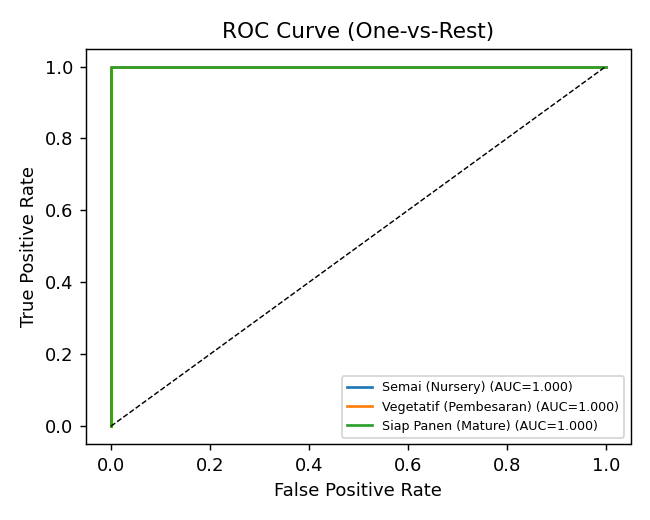 ROC Curve (One-vs-Rest)
True Positive Rate
1.0
0.8
0.6
0.4
0.2
0.0
Semai (Nursery) (AUC=1.000)
Vegetatif (Pembesaran) (AUC=1.000)
Siap Panen (Mature) (AUC=1.000)
0.0 0.2 0.4 0.6 0.8 1.0
False Positive Rate